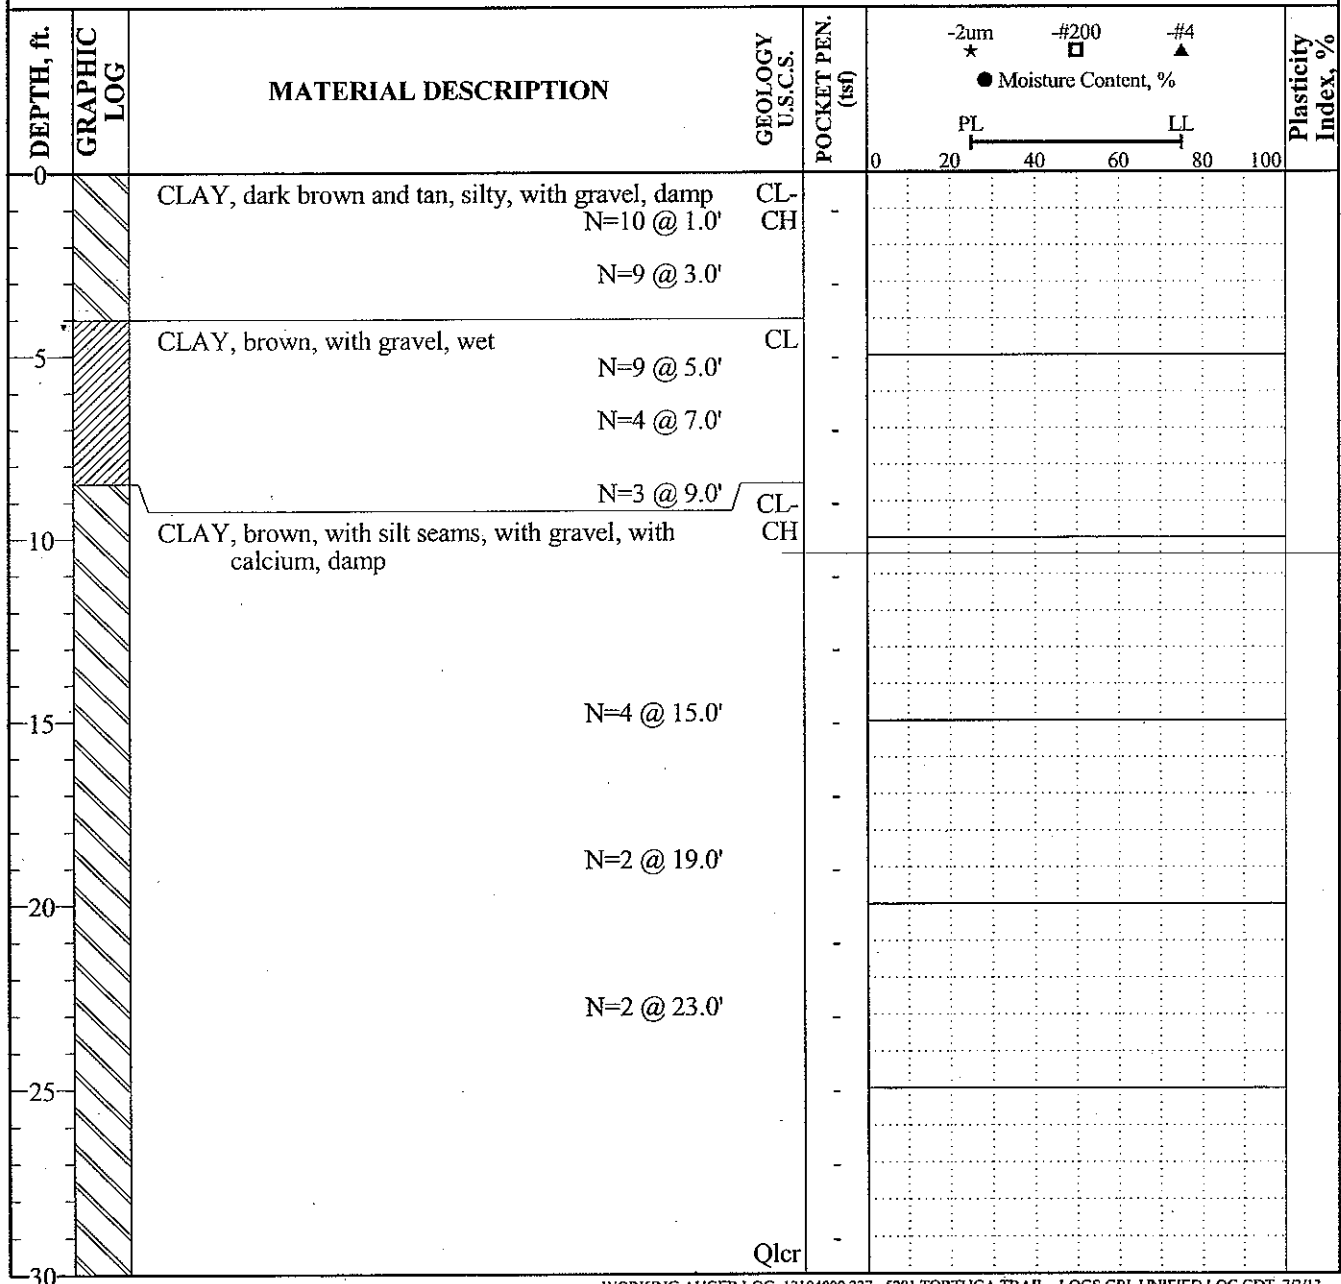 DEPTH, ft.
GRAPHIC LOG
MATERIAL DESCRIPTION
GEOLOGY U.S.C.S.
POCKET PEN. (tsf)
-2um -#200 -#4
Moisture Content, %
PL LL
0 20 40 60 80 100
Plasticity Index, %
0
CLAY, dark brown and tan, silty, with gravel, damp CL-
N=10 @ 1.0' CH
N=9 @ 3.0'
CLAY, brown, with gravel, wet CL
5
N=9 @ 5.0'
N=4 @ 7.0'
N=3 @ 9.0'
CL-
CLAY, brown, with silt seams, with gravel, with CH
10
calcium, damp
N=4 @ 15.0'
15
N=2 @ 19.0'
20
N=2 @ 23.0'
25
Qlcr
30